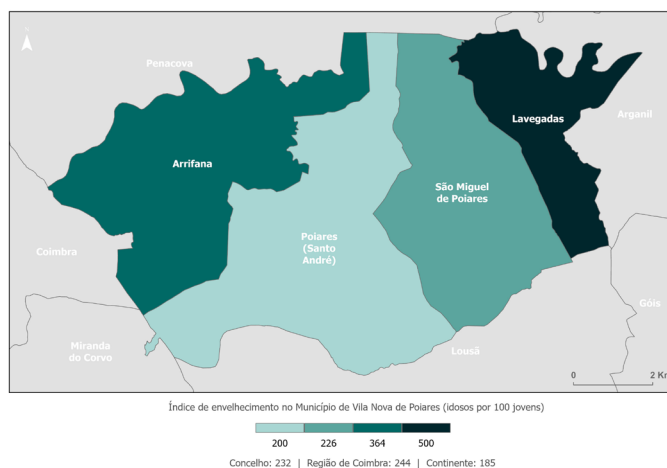 Penacova
Lavegadas
Arganil
Arrifana
São Miguel
de Poiares
Poiares
(Santo
André)
Coimbra
Góis
Miranda
do Corvo
Lousã
0 2 Km
Índice de envelhecimento no Município de Vila Nova de Poiares (idosos por 100 jovens)
200 226 364 500
Concelho: 232 | Região de Coimbra: 244 | Continente: 185